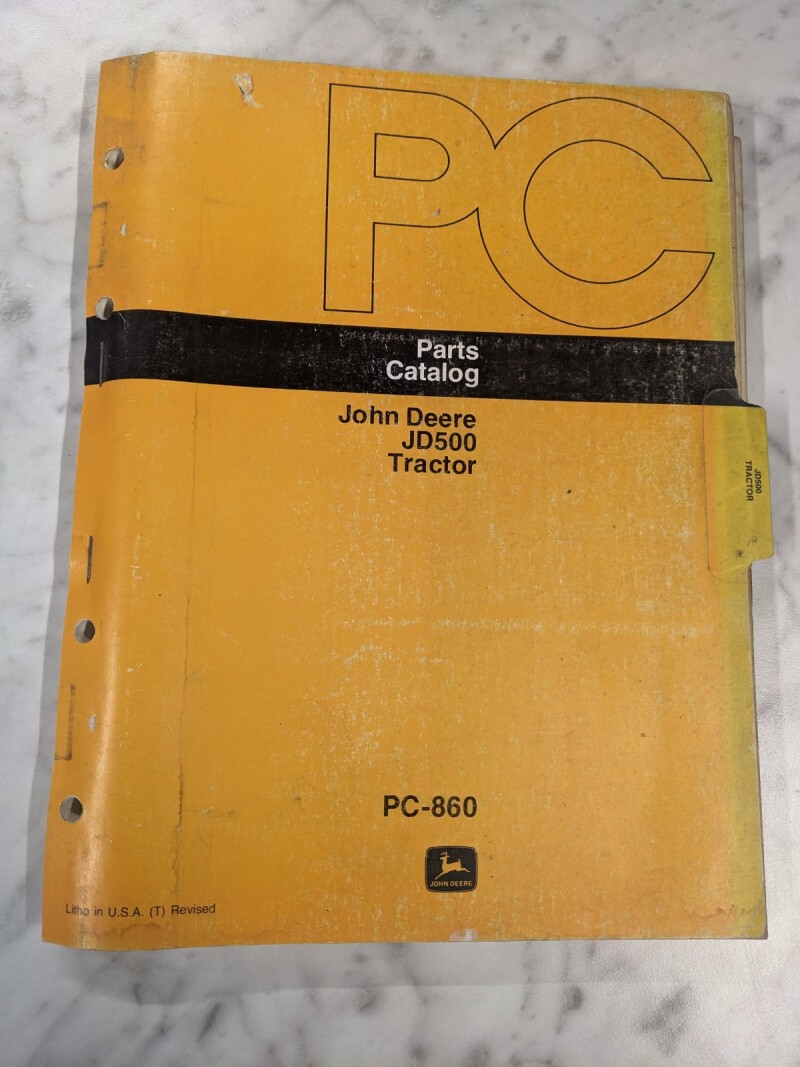 PC
Parts
Catalog
John Deere
JD500
Tractor
JD500
TRACTOR
PC-860
JOHN DEERE
Litho in U.S.A. (T) Revised